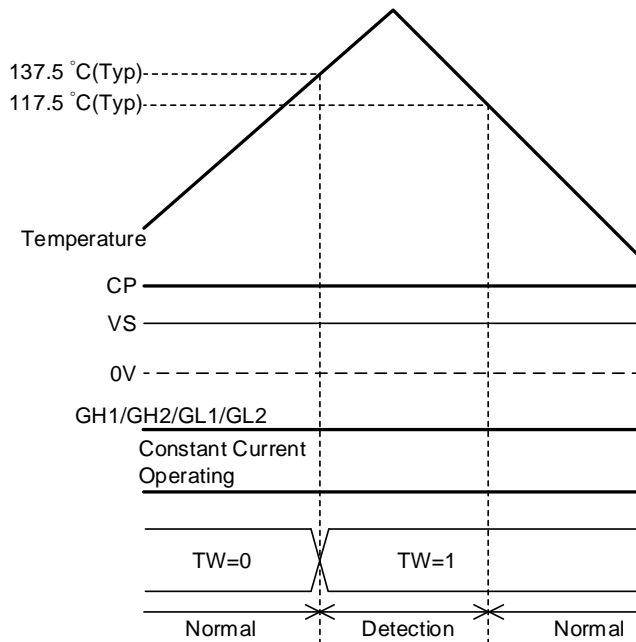 137.5 °C(Typ)
117.5 °C(Typ)
Temperature
CP
VS
0V
GH1/GH2/GL1/GL2
Constant Current
Operating
TW=0 TW=1
Normal Detection Normal